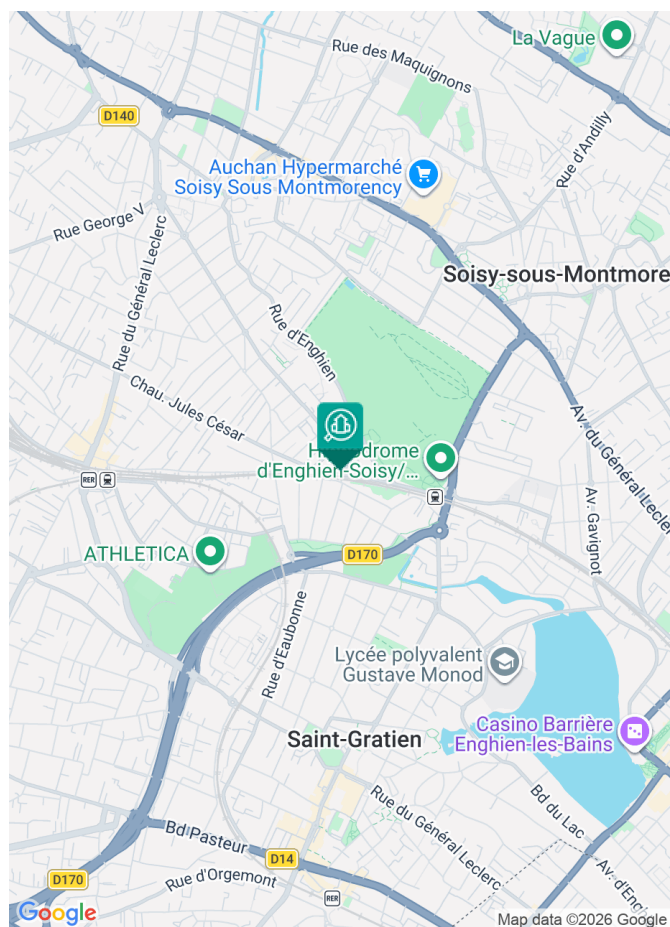 La Vague
Rue des Maquignons
D140
Rue d'Andilly
Auchan Hypermarché
Soisy Sous Montmorency
Rue George V
Rue du Général Leclerc
Soisy-sous-Montmore
Rue d'Enghien
Chau. Jules César
Av. du Général Leclerc
H
drome
d'Enghien-Soisy/...
RER
Av. Gavignot
ATHLETICA
D170
Rue d'Eaubonne
Lycée polyvalent
Gustave Monod
Casino Barrière
Enghien-les-Bains
Saint-Gratien
Bd du Lac
Rue du Général Leclerc
Bd Pasteur
D14
Av. d'Eng
D170
Rue d'Orgemont
RER
Google
Map data ©2026 Google